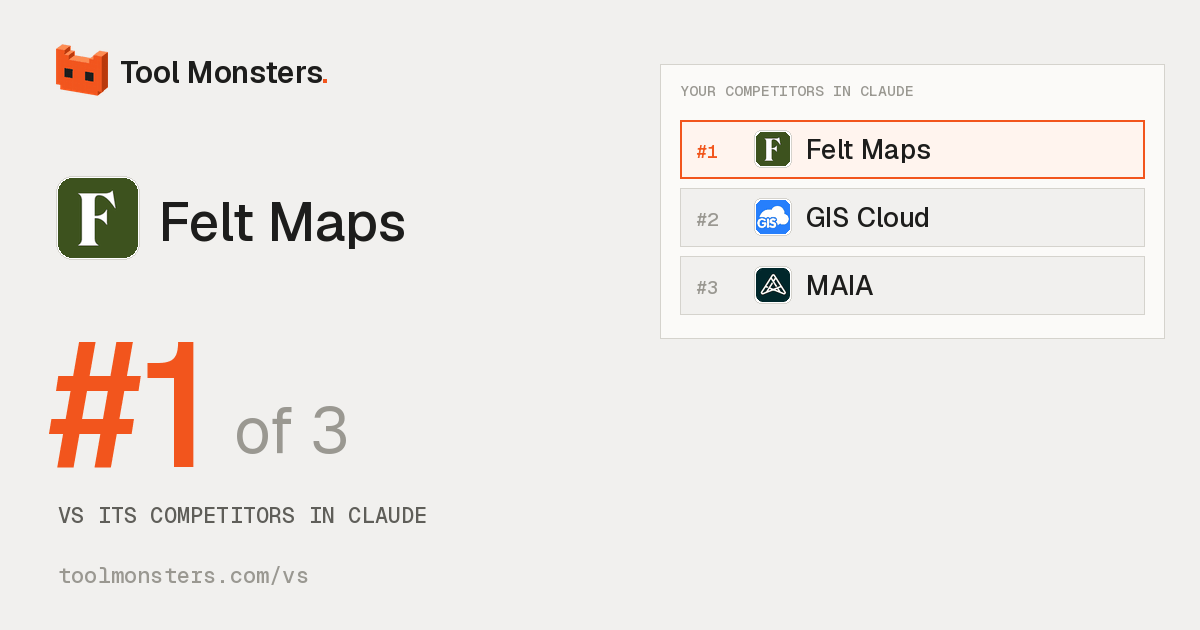 Tool Monsters.
Felt Maps
#1 of 3
VS ITS COMPETITORS IN CLAUDE
toolmonsters.com/vs
YOUR COMPETITORS IN CLAUDE
#1 F Felt Maps
#2 GIS GIS Cloud
#3 MAIA